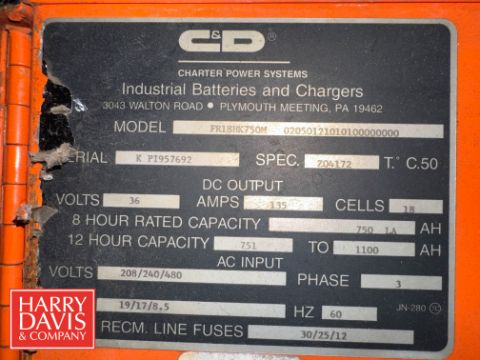 C&D®
CHARTER POWER SYSTEMS
Industrial Batteries and Chargers
3043 WALTON ROAD • PLYMOUTH MEETING, PA 19462
MODEL FR18HK750M 02050121010100000000
ERIAL K PI957692 SPEC. Z04172 T.° C.50
DC OUTPUT
VOLTS 36 AMPS 135 CELLS 18
8 HOUR RATED CAPACITY 750 LA AH
12 HOUR CAPACITY 751 TO 1100 AH
AC INPUT
VOLTS 208/240/480 PHASE 3
19/17/8.5 HZ 60 JN-280
RECM. LINE FUSES 30/25/12
HARRY
DAVIS
& COMPANY